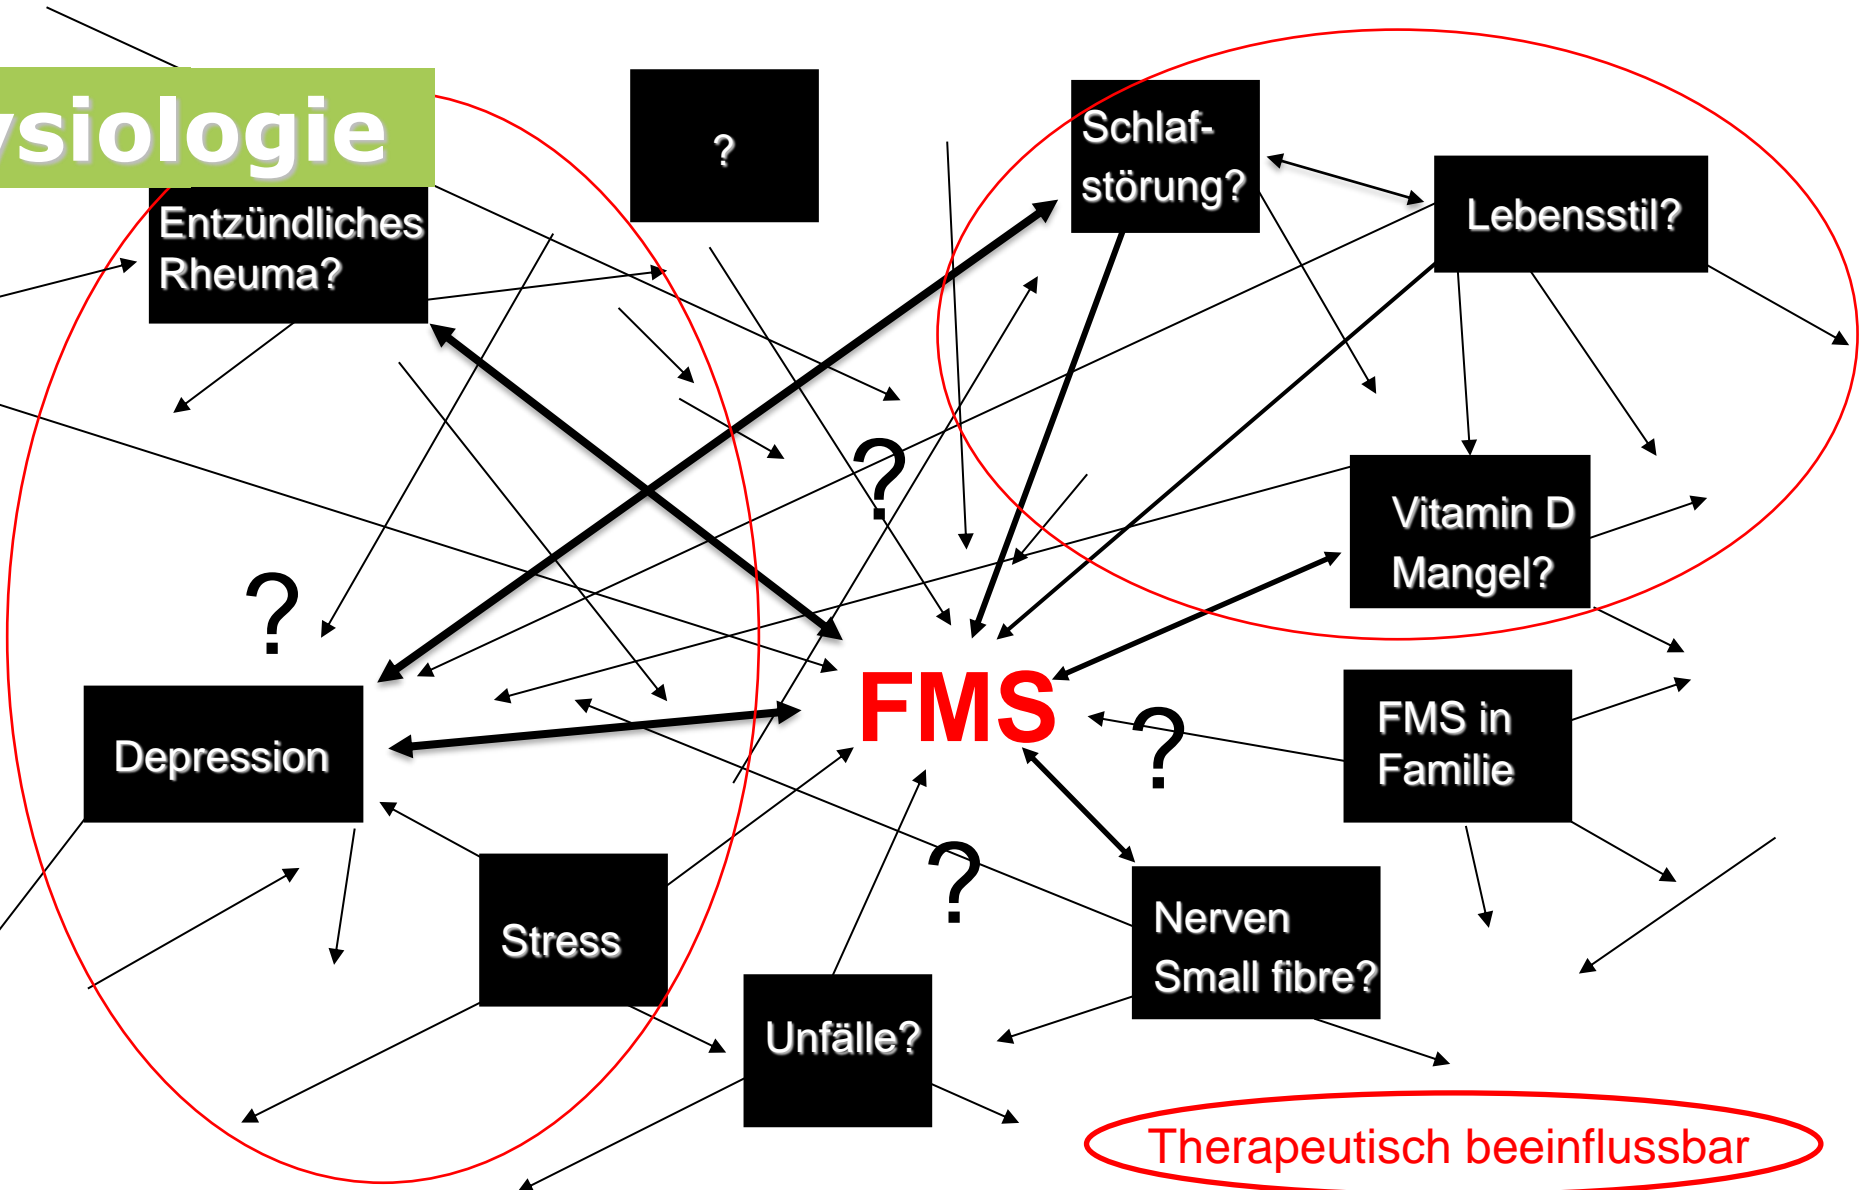 ysiologie
?
Schlaf-
störung?
Entzündliches
Rheuma?
Lebensstil?
?
Vitamin D
Mangel?
?
FMS
?
FMS in
Familie
Depression
?
Stress
Nerven
Small fibre?
Unfälle?
Therapeutisch beeinflussbar